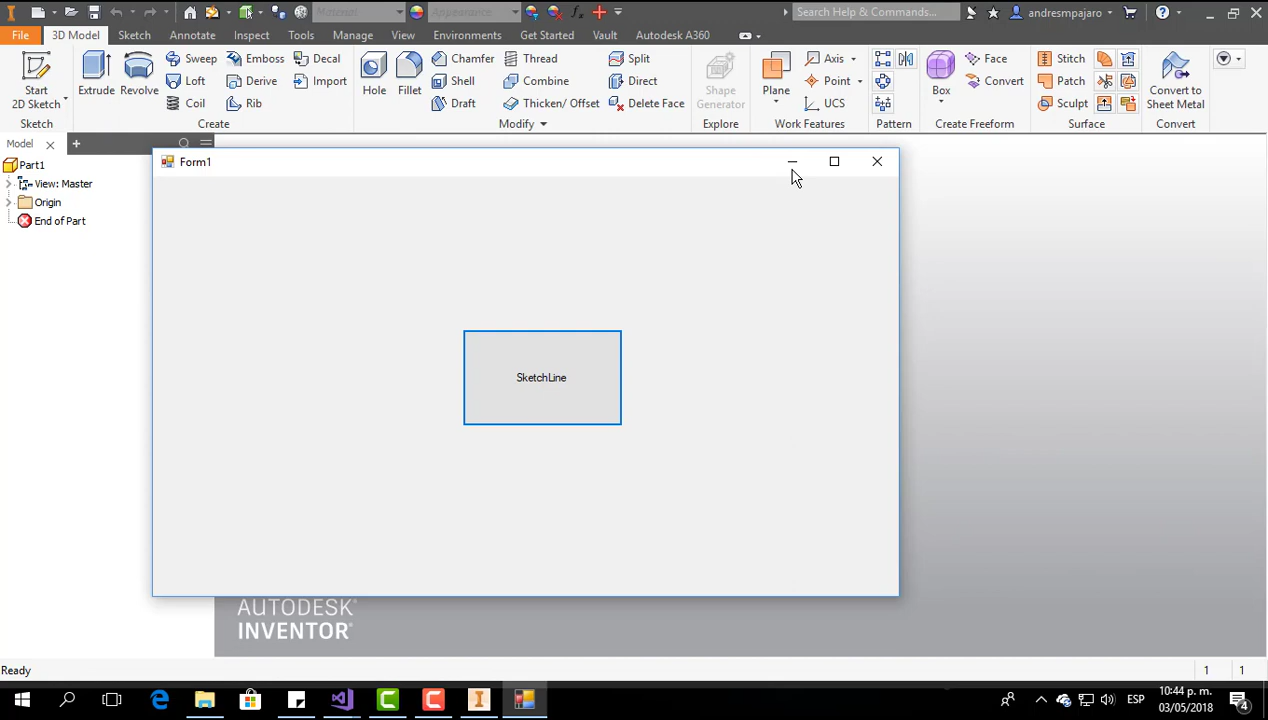 Material
Appearance
Search Help & Commands...
andresmpajaro
File
3D Model
Sketch
Annotate
Inspect
Tools
Manage
View
Environments
Get Started
Vault
Autodesk A360
Start
2D Sketch
Sketch
Extrude
Revolve
Sweep
Loft
Coil
Emboss
Derive
Rib
Decal
Import
Create
Hole
Fillet
Chamfer
Shell
Draft
Thread
Combine
Thicken/ Offset
Split
Direct
Delete Face
Modify
Shape
Generator
Explore
Plane
Axis
Point
UCS
Work Features
Pattern
Box
Face
Convert
Create Freeform
Stitch
Patch
Sculpt
Surface
Convert to
Sheet Metal
Convert
Model
Part1
View: Master
Origin
End of Part
Form1
SketchLine
AUTODESK®
INVENTOR®
Ready
1
1
ESP
10:44 p. m.
03/05/2018
4